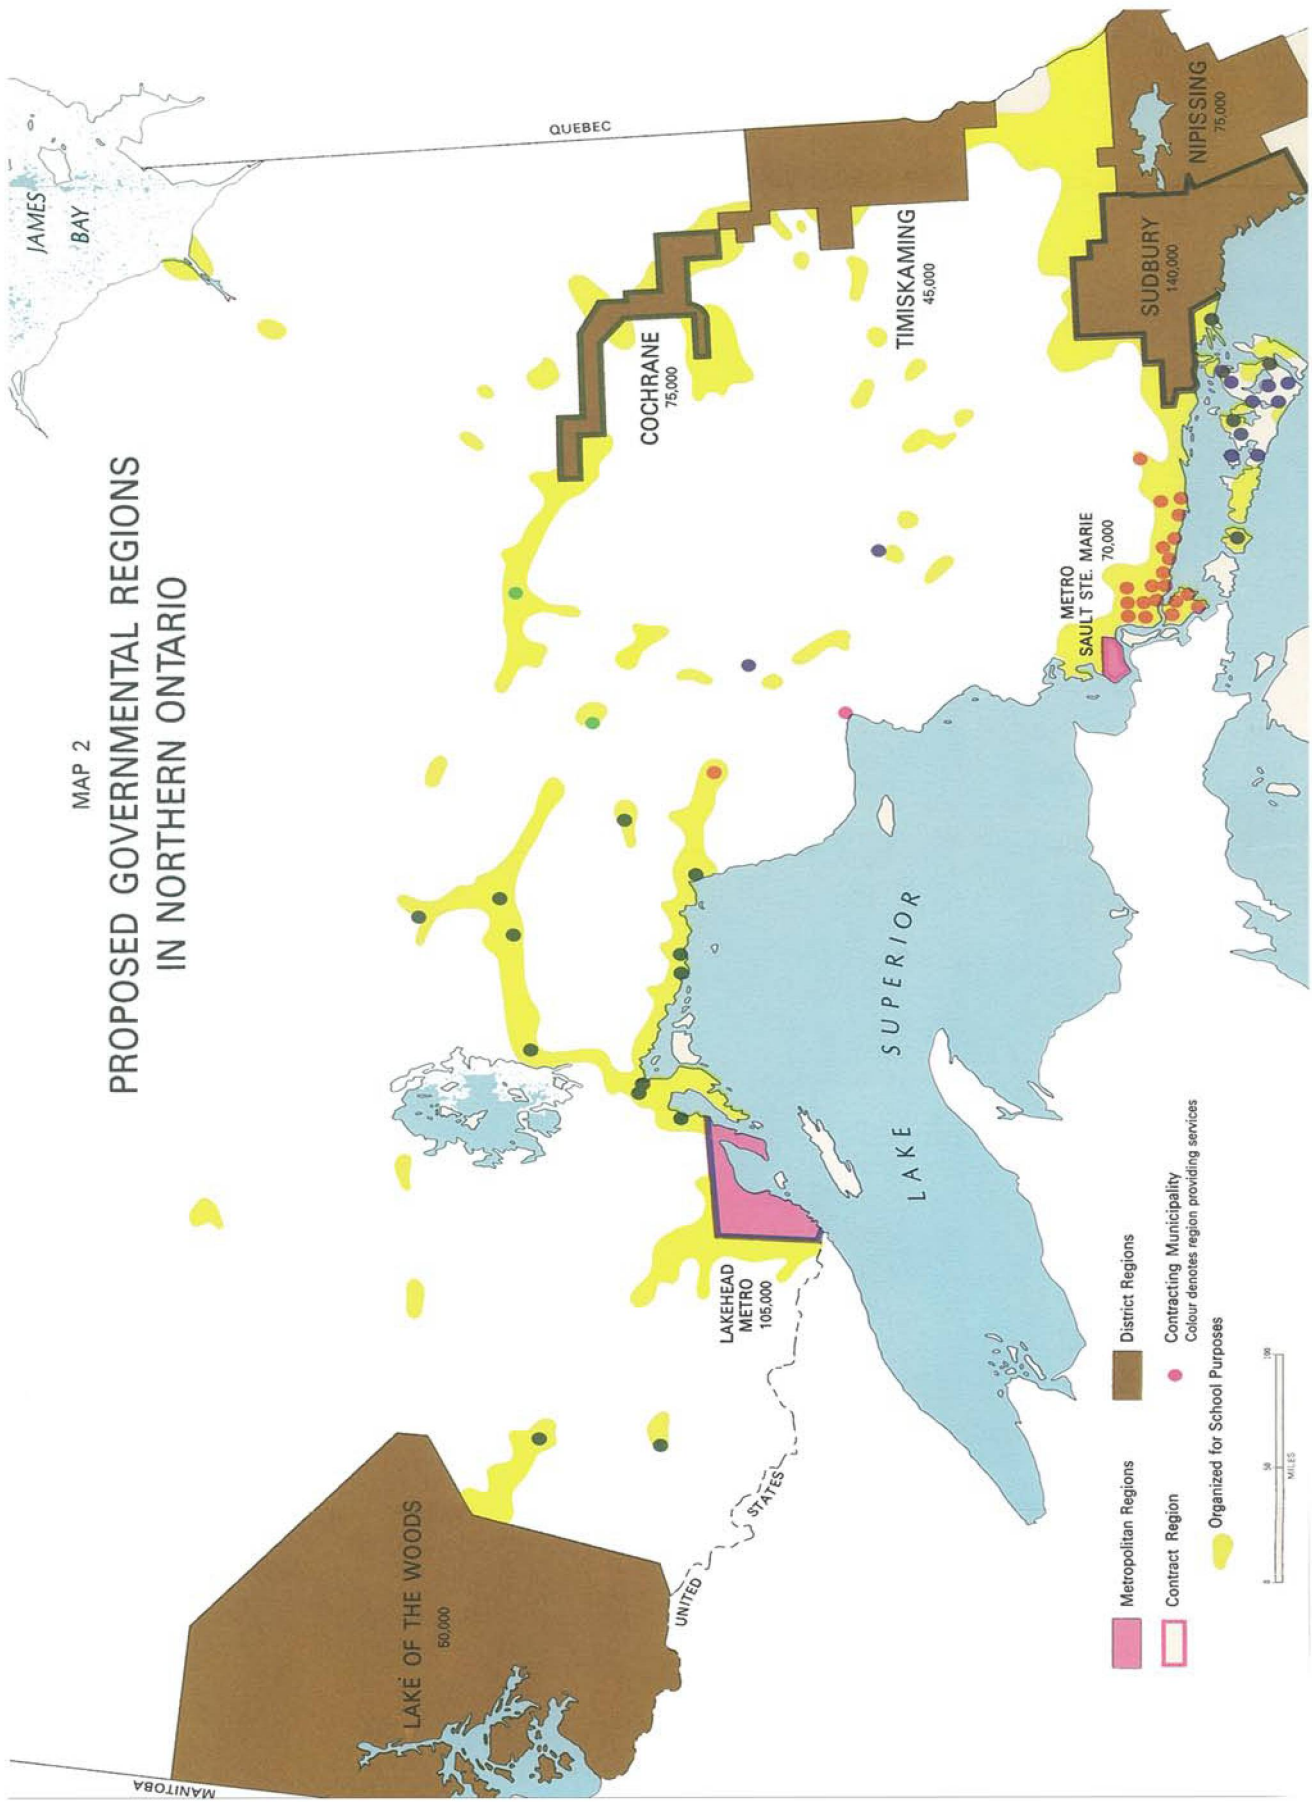 MAP 2
PROPOSED GOVERNMENTAL REGIONS
IN NORTHERN ONTARIO
JAMES
BAY
QUEBEC
MANITOBA
LAKE OF THE WOODS
50,000
UNITED
STATES
LAKEHEAD
METRO
105,000
LAKE SUPERIOR
COCHRANE
75,000
TIMISKAMING
45,000
METRO
SAULT STE. MARIE
70,000
SUDBURY
140,000
NIPISSING
75,000
Metropolitan Regions
District Regions
Contract Region
Contracting Municipality
Colour denotes region providing services
Organized for School Purposes
0 50 100
MILES